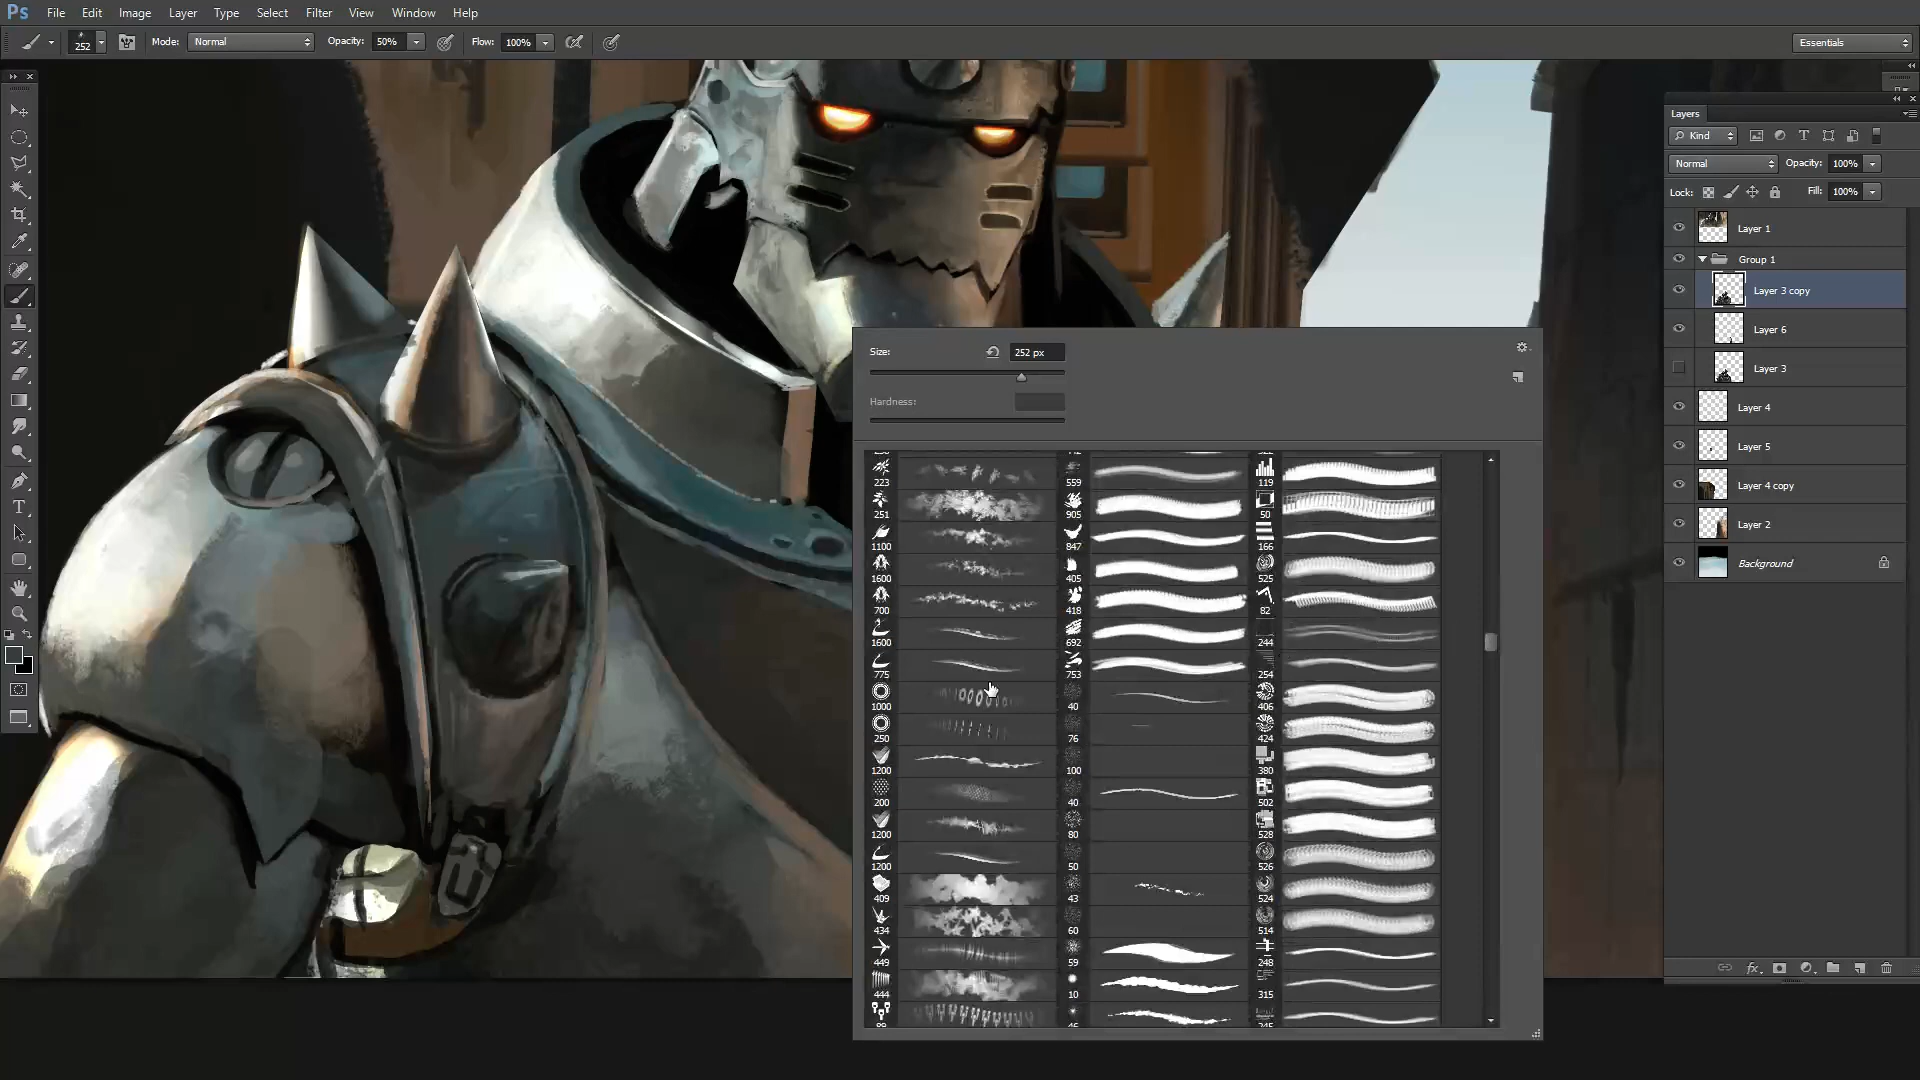 Ps File Edit Image Layer Type Select Filter View Window Help
252 Mode: Normal Opacity: 50% Flow: 100% Essentials
Layers
Kind
Normal Opacity: 100%
Lock: Fill: 100%
Layer 1
Group 1
Layer 3 copy
Layer 6
Layer 3
Layer 4
Layer 5
Layer 4 copy
Layer 2
Background
Size: 252 px
Hardness:
223 559 119
251 905 50
1100 847 166
1600 405 525
700 418 82
1600 692 244
775 753 254
1000 40 406
250 76 424
1200 100 380
200 40 502
1200 80 528
1200 50 526
409 43 524
434 60 514
449 59 248
444 10 315